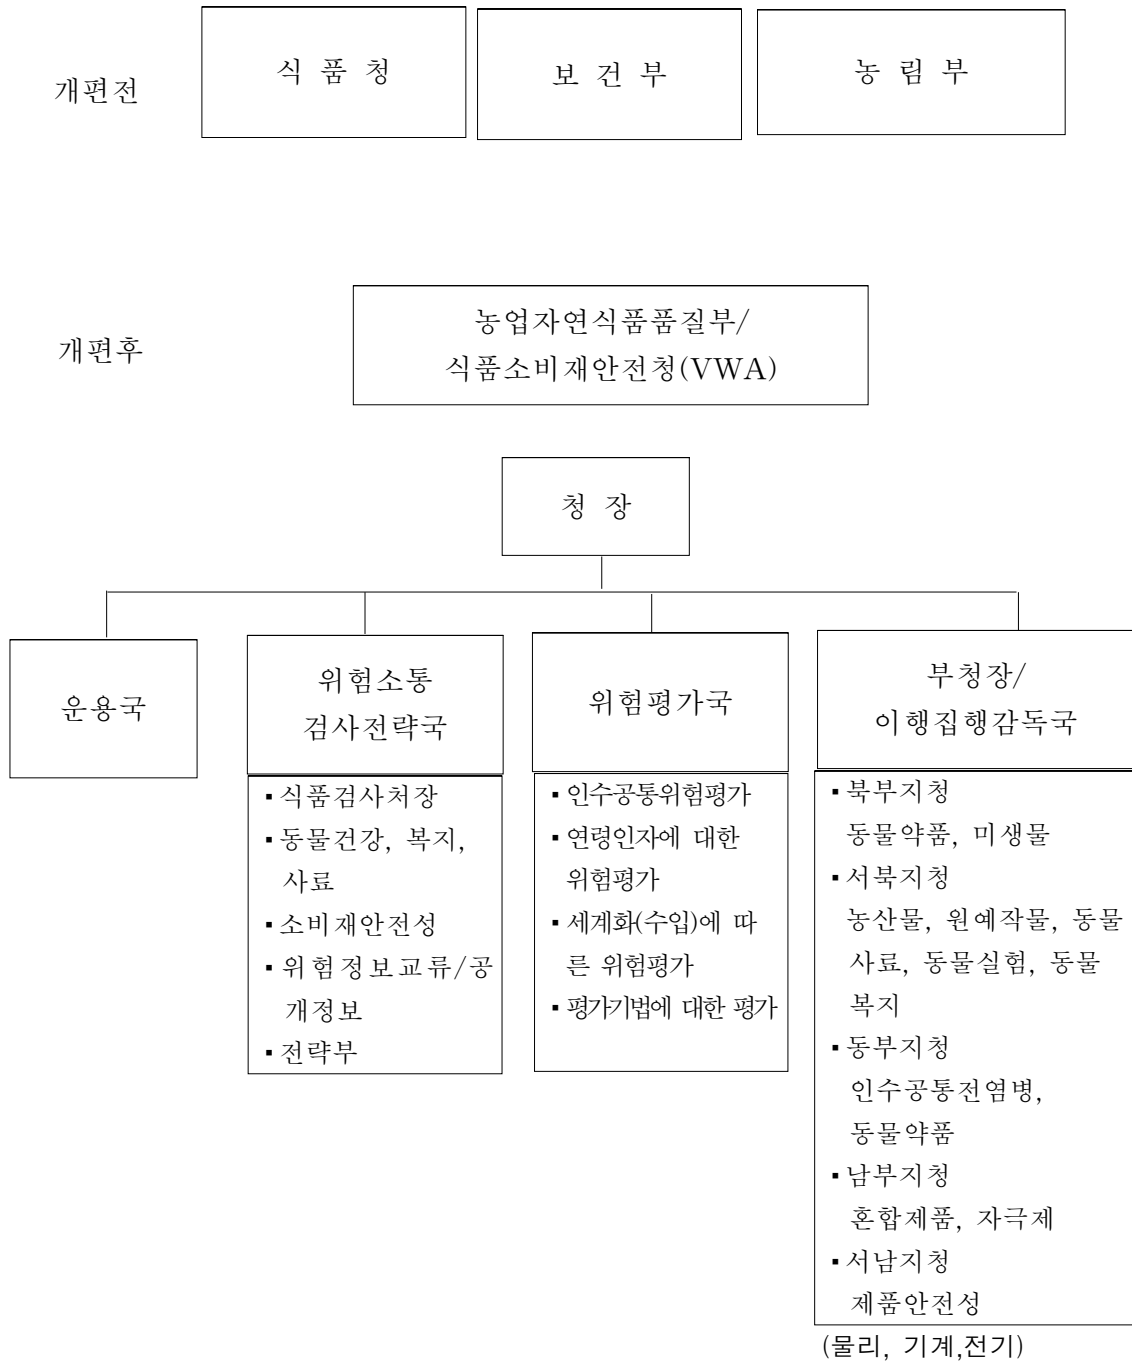 개편전
식 품 청
보 건 부
농 림 부
개편후
농업자연식품품질부/
식품소비재안전청(VWA)
청 장
운용국
위험소통
검사전략국
▪식품검사처장
▪동물건강, 복지,
사료
▪소비재안전성
▪위험정보교류/공
개정보
▪전략부
위험평가국
▪인수공통위험평가
▪연령인자에 대한
위험평가
▪세계화(수입)에 따
른 위험평가
▪평가기법에 대한 평가
부청장/
이행집행감독국
▪북부지청
동물약품, 미생물
▪서북지청
농산물, 원예작물, 동물
사료, 동물실험, 동물
복지
▪동부지청
인수공통전염병,
동물약품
▪남부지청
혼합제품, 자극제
▪서남지청
제품안전성
(물리, 기계,전기)